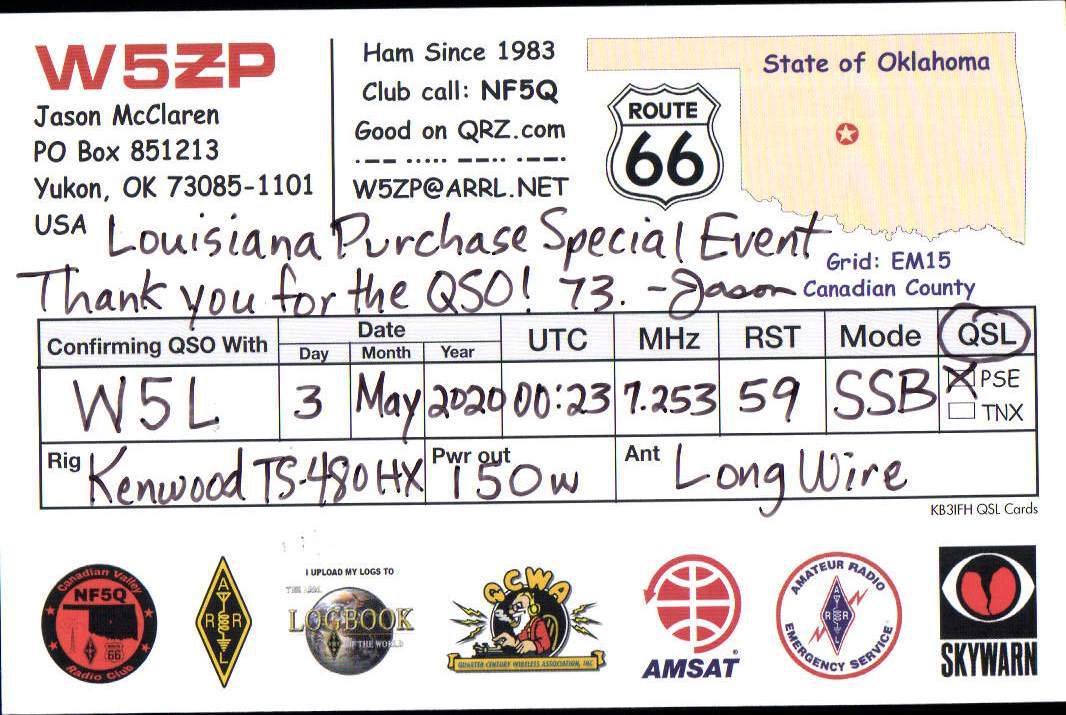 W5ZP
Jason McClaren
PO Box 851213
Yukon, OK 73085-1101
USA
Ham Since 1983
Club call: NF5Q
Good on QRZ.com
.-- ..... --.. .--.
W5ZP@ARRL.NET
ROUTE
66
State of Oklahoma
Grid: EM15
Canadian County
Louisiana Purchase Special Event
Thank you for the QSO! 73. -Jason
Confirming QSO With Date UTC MHz RST Mode QSL
Day Month Year
W5L 3 May 2020 00:23 7.253 59 SSB X PSE
TNX
Rig Kenwood TS-480HX Pwr out 150w Ant Long Wire
KB3IFH QSL Cards
Canadian Valley
NF5Q
Radio Club
ARRL
I UPLOAD MY LOGS TO
THE ARRL
LOGBOOK
OF THE WORLD
QCWA
QUARTER CENTURY WIRELESS ASSOCIATION, INC
AMSAT
AMATEUR RADIO
ARRL
EMERGENCY SERVICE
SKYWARN